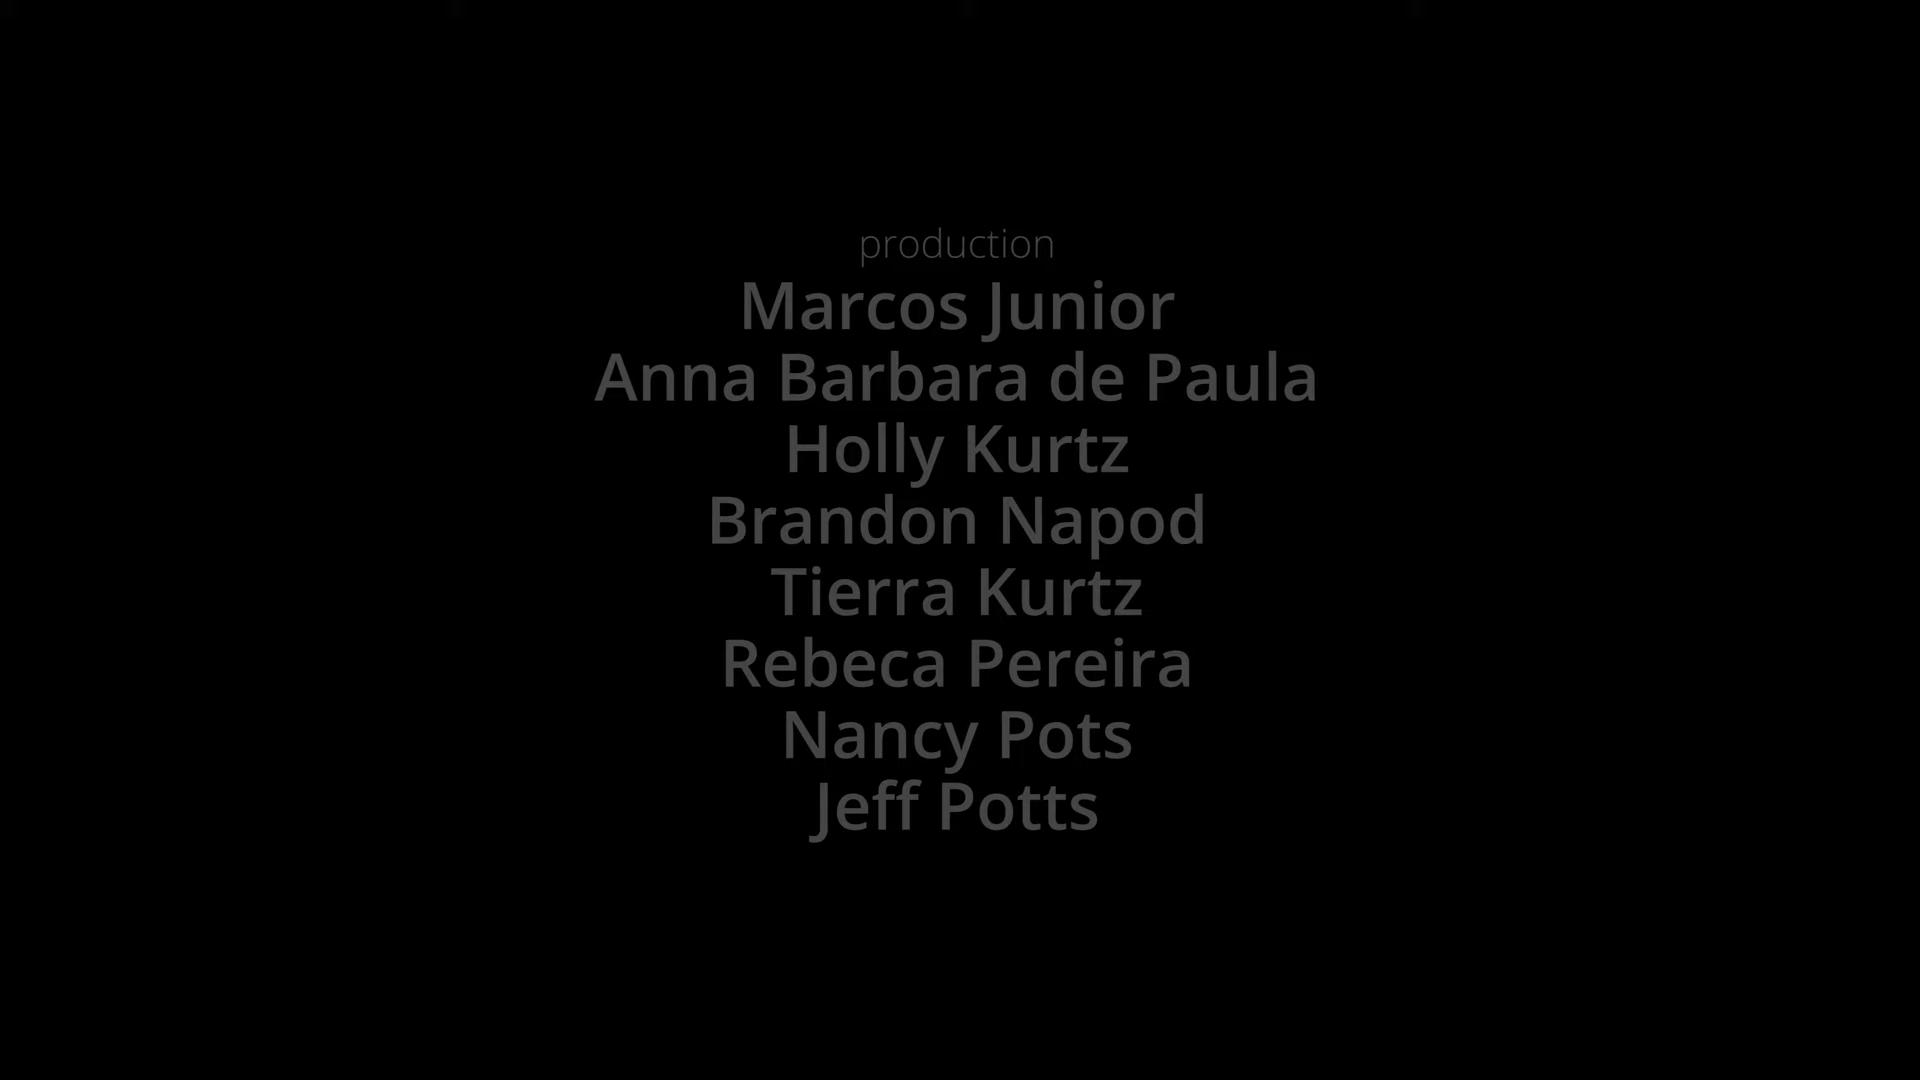 production
Marcos Junior
Anna Barbara de Paula
Holly Kurtz
Brandon Napod
Tierra Kurtz
Rebeca Pereira
Nancy Pots
Jeff Potts